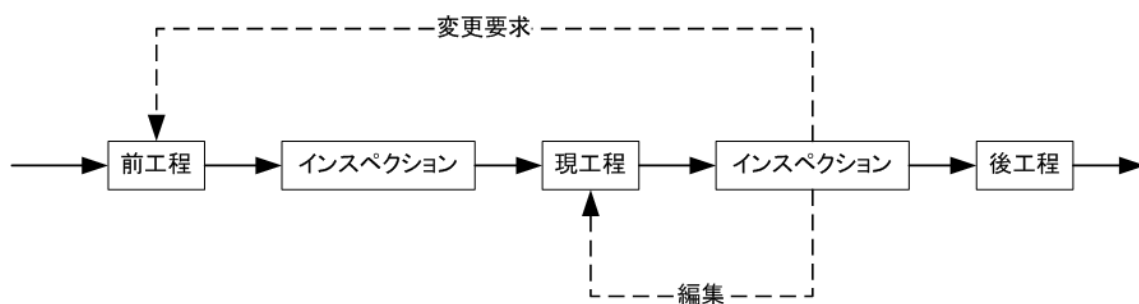 変更要求
前工程
インスペクション
現工程
インスペクション
後工程
編集